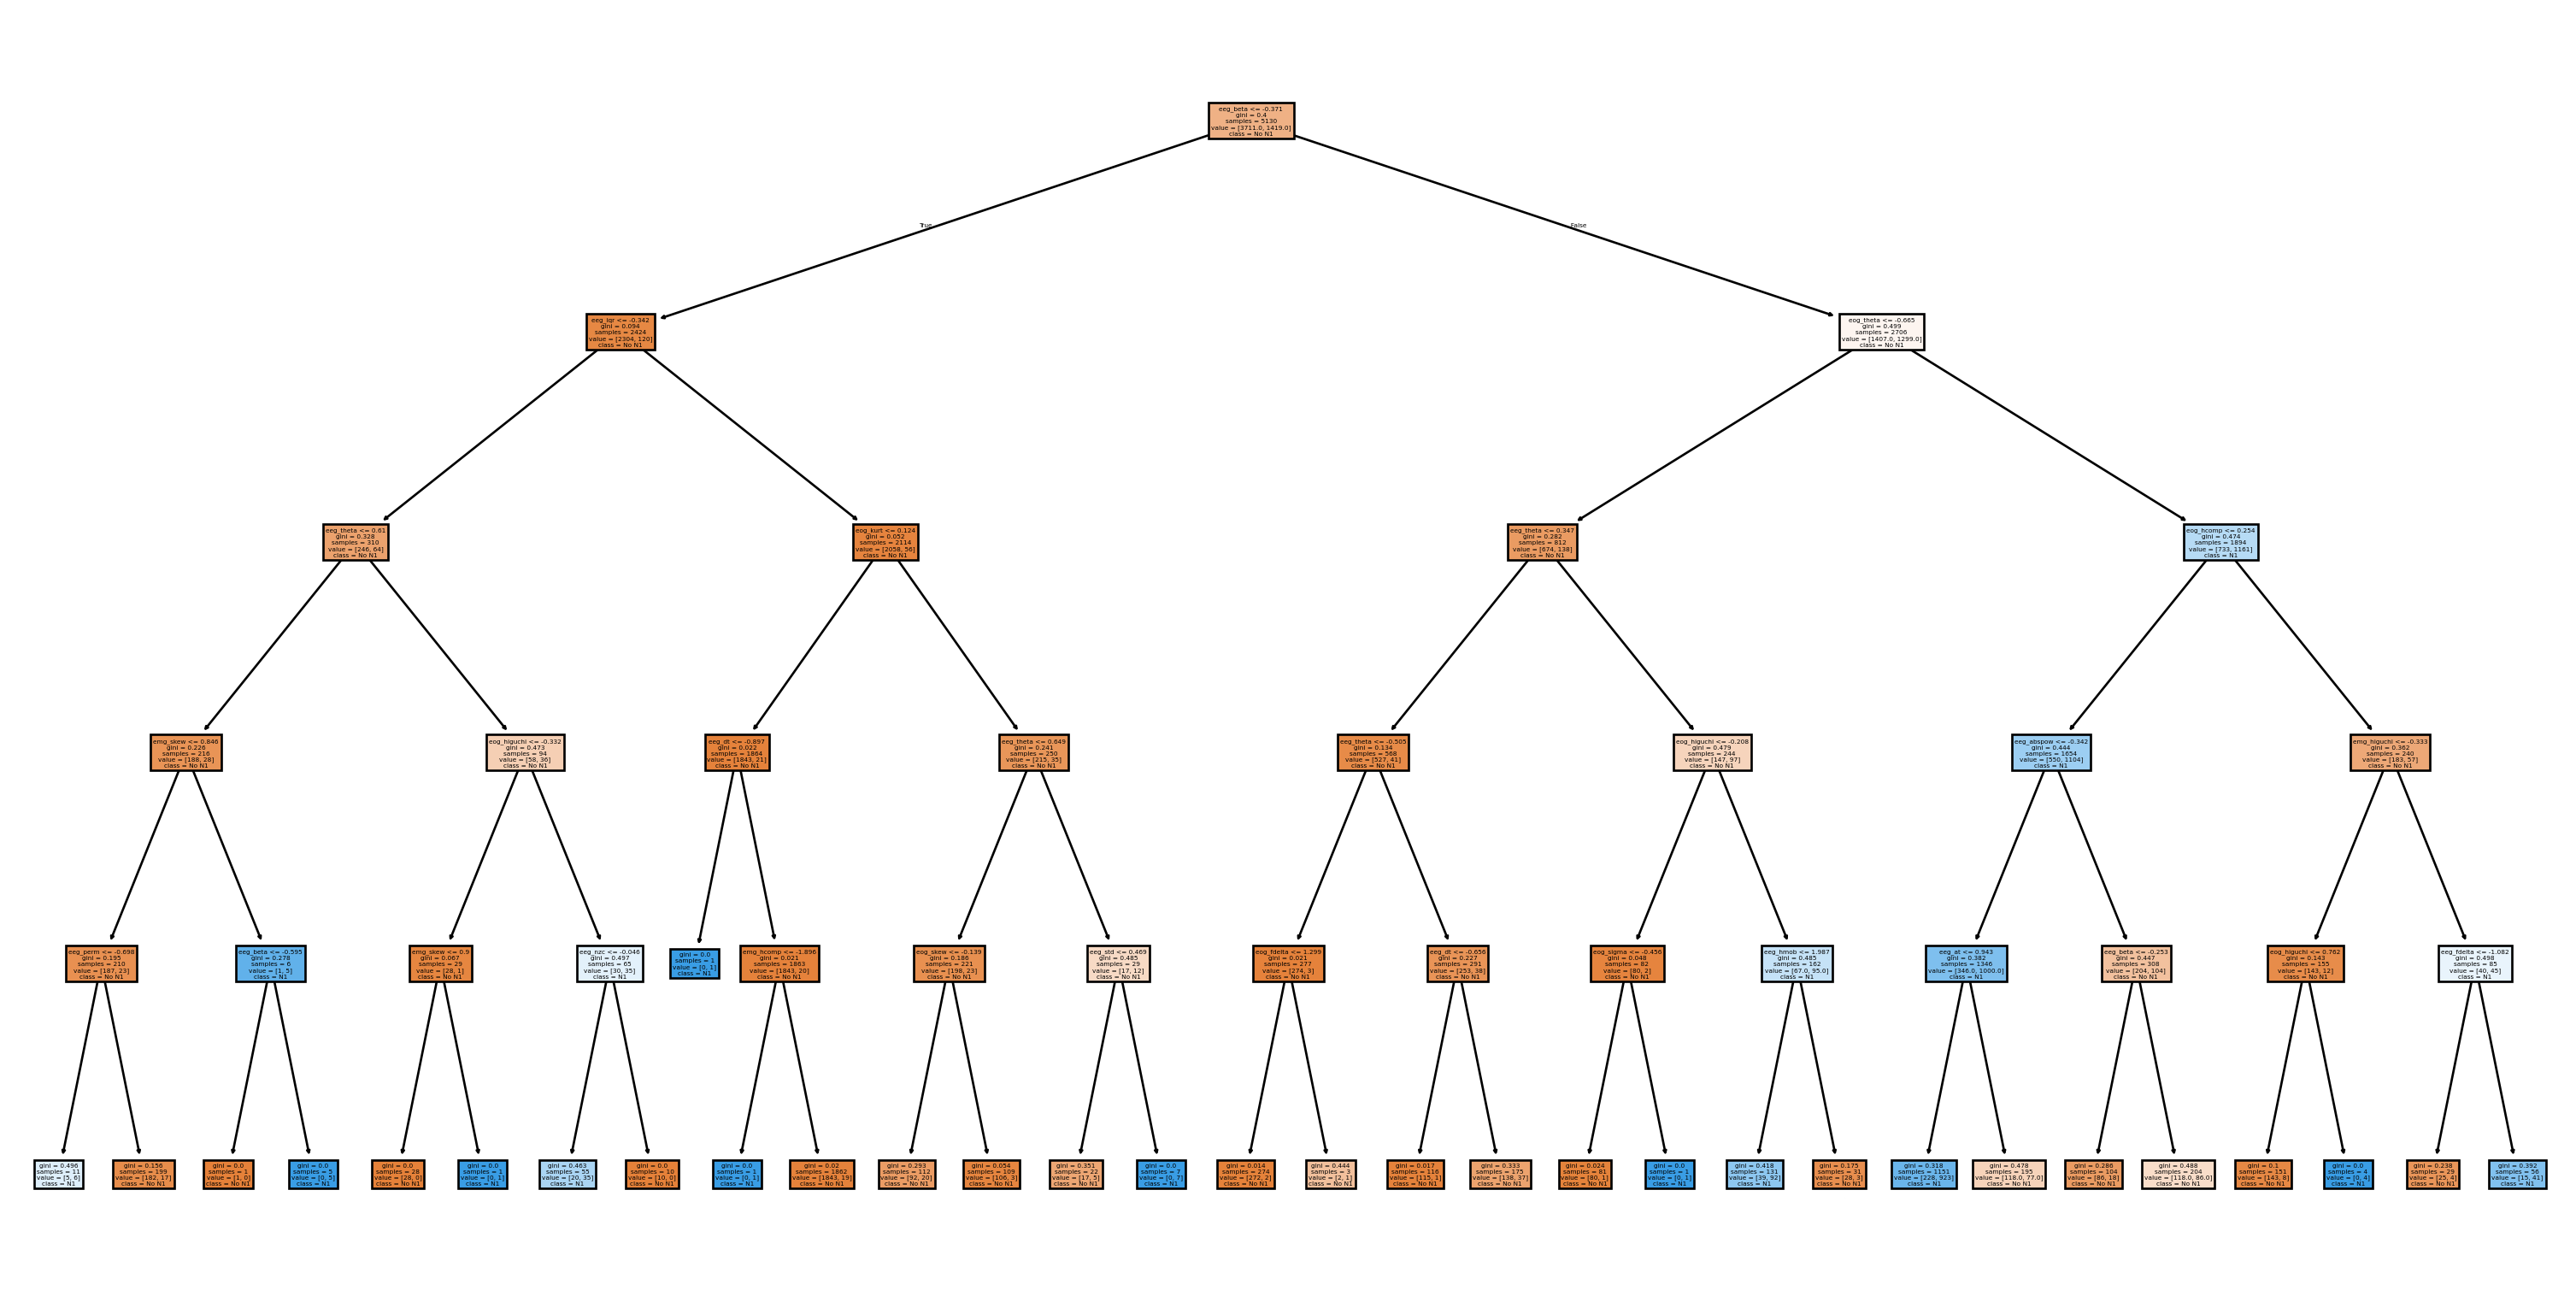 eeg_beta <= -0.371
gini = 0.4
samples = 5130
value = [3711.0, 1419.0]
class = No N1
True
False
eeg_iqr <= -0.342
gini = 0.094
samples = 2424
value = [2304, 120]
class = No N1
eog_theta <= -0.665
gini = 0.499
samples = 2706
value = [1407.0, 1299.0]
class = No N1
eeg_theta <= 0.61
gini = 0.328
samples = 310
value = [246, 64]
class = No N1
eog_kurt <= 0.124
gini = 0.052
samples = 2114
value = [2058, 56]
class = No N1
eeg_theta <= 0.347
gini = 0.282
samples = 812
value = [674, 138]
class = No N1
eog_hcomp <= 0.254
gini = 0.474
samples = 1894
value = [733, 1161]
class = N1
emg_skew <= 0.846
gini = 0.226
samples = 216
value = [188, 28]
class = No N1
eog_higuchi <= -0.332
gini = 0.473
samples = 94
value = [58, 36]
class = No N1
eeg_dt <= -0.897
gini = 0.022
samples = 1864
value = [1843, 21]
class = No N1
eeg_theta <= 0.649
gini = 0.241
samples = 250
value = [215, 35]
class = No N1
eeg_theta <= -0.505
gini = 0.134
samples = 568
value = [527, 41]
class = No N1
eog_higuchi <= -0.208
gini = 0.479
samples = 244
value = [147, 97]
class = No N1
eeg_abspow <= -0.342
gini = 0.444
samples = 1654
value = [550, 1104]
class = N1
emg_higuchi <= -0.333
gini = 0.362
samples = 240
value = [183, 57]
class = No N1
eeg_perm <= -0.698
gini = 0.195
samples = 210
value = [187, 23]
class = No N1
eeg_beta <= -0.595
gini = 0.278
samples = 6
value = [1, 5]
class = N1
emg_skew <= 0.9
gini = 0.067
samples = 29
value = [28, 1]
class = No N1
eeg_nzc <= -0.046
gini = 0.497
samples = 65
value = [30, 35]
class = N1
gini = 0.0
samples = 1
value = [0, 1]
class = N1
emg_hcomp <= -1.896
gini = 0.021
samples = 1863
value = [1843, 20]
class = No N1
eog_skew <= -0.139
gini = 0.186
samples = 221
value = [198, 23]
class = No N1
eeg_std <= 0.469
gini = 0.485
samples = 29
value = [17, 12]
class = No N1
eog_fdelta <= 1.299
gini = 0.021
samples = 277
value = [274, 3]
class = No N1
eeg_dt <= -0.656
gini = 0.227
samples = 291
value = [253, 38]
class = No N1
eog_sigma <= -0.456
gini = 0.048
samples = 82
value = [80, 2]
class = No N1
eeg_hmob <= 1.987
gini = 0.485
samples = 162
value = [67.0, 95.0]
class = N1
eeg_at <= 0.943
gini = 0.382
samples = 1346
value = [346.0, 1000.0]
class = N1
eeg_beta <= -0.253
gini = 0.447
samples = 308
value = [204, 104]
class = No N1
eog_higuchi <= 0.762
gini = 0.143
samples = 155
value = [143, 12]
class = No N1
eeg_fdelta <= -1.082
gini = 0.498
samples = 85
value = [40, 45]
class = N1
gini = 0.496
samples = 11
value = [5, 6]
class = N1
gini = 0.156
samples = 199
value = [182, 17]
class = No N1
gini = 0.0
samples = 1
value = [1, 0]
class = No N1
gini = 0.0
samples = 5
value = [0, 5]
class = N1
gini = 0.0
samples = 28
value = [28, 0]
class = No N1
gini = 0.0
samples = 1
value = [0, 1]
class = N1
gini = 0.463
samples = 55
value = [20, 35]
class = N1
gini = 0.0
samples = 10
value = [10, 0]
class = No N1
gini = 0.0
samples = 1
value = [0, 1]
class = N1
gini = 0.02
samples = 1862
value = [1843, 19]
class = No N1
gini = 0.293
samples = 112
value = [92, 20]
class = No N1
gini = 0.054
samples = 109
value = [106, 3]
class = No N1
gini = 0.351
samples = 22
value = [17, 5]
class = No N1
gini = 0.0
samples = 7
value = [0, 7]
class = N1
gini = 0.014
samples = 274
value = [272, 2]
class = No N1
gini = 0.444
samples = 3
value = [2, 1]
class = No N1
gini = 0.017
samples = 116
value = [115, 1]
class = No N1
gini = 0.333
samples = 175
value = [138, 37]
class = No N1
gini = 0.024
samples = 81
value = [80, 1]
class = No N1
gini = 0.0
samples = 1
value = [0, 1]
class = N1
gini = 0.418
samples = 131
value = [39, 92]
class = N1
gini = 0.175
samples = 31
value = [28, 3]
class = No N1
gini = 0.318
samples = 1151
value = [228, 923]
class = N1
gini = 0.478
samples = 195
value = [118.0, 77.0]
class = No N1
gini = 0.286
samples = 104
value = [86, 18]
class = No N1
gini = 0.488
samples = 204
value = [118.0, 86.0]
class = No N1
gini = 0.1
samples = 151
value = [143, 8]
class = No N1
gini = 0.0
samples = 4
value = [0, 4]
class = N1
gini = 0.238
samples = 29
value = [25, 4]
class = No N1
gini = 0.392
samples = 56
value = [15, 41]
class = N1